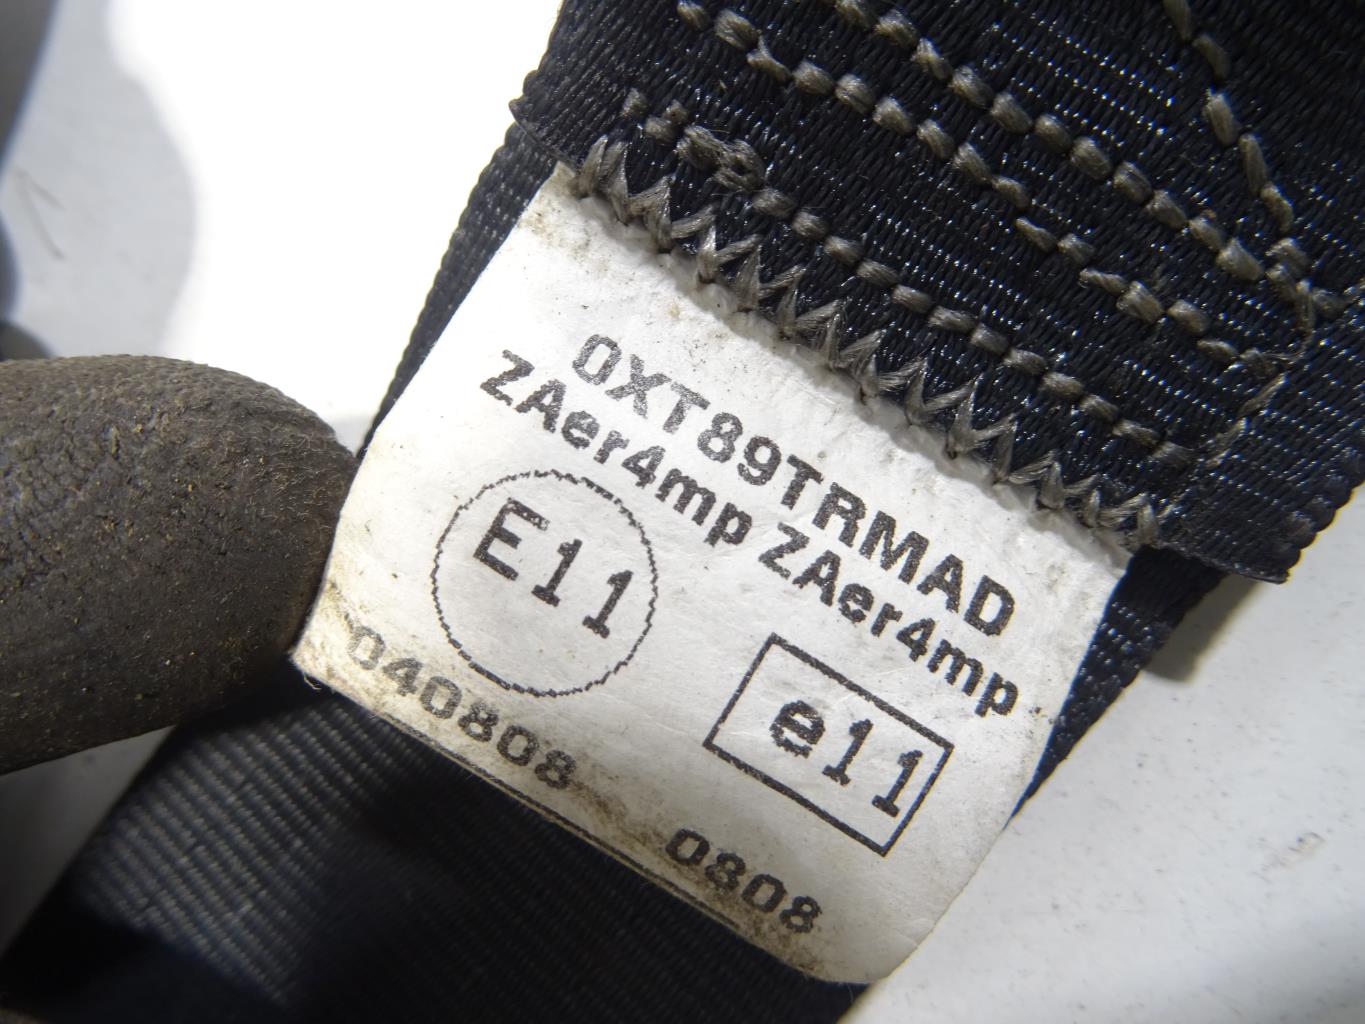 0XT89TRMAD
ZAer4mp ZAer4mp
E11
e11
040808 0808